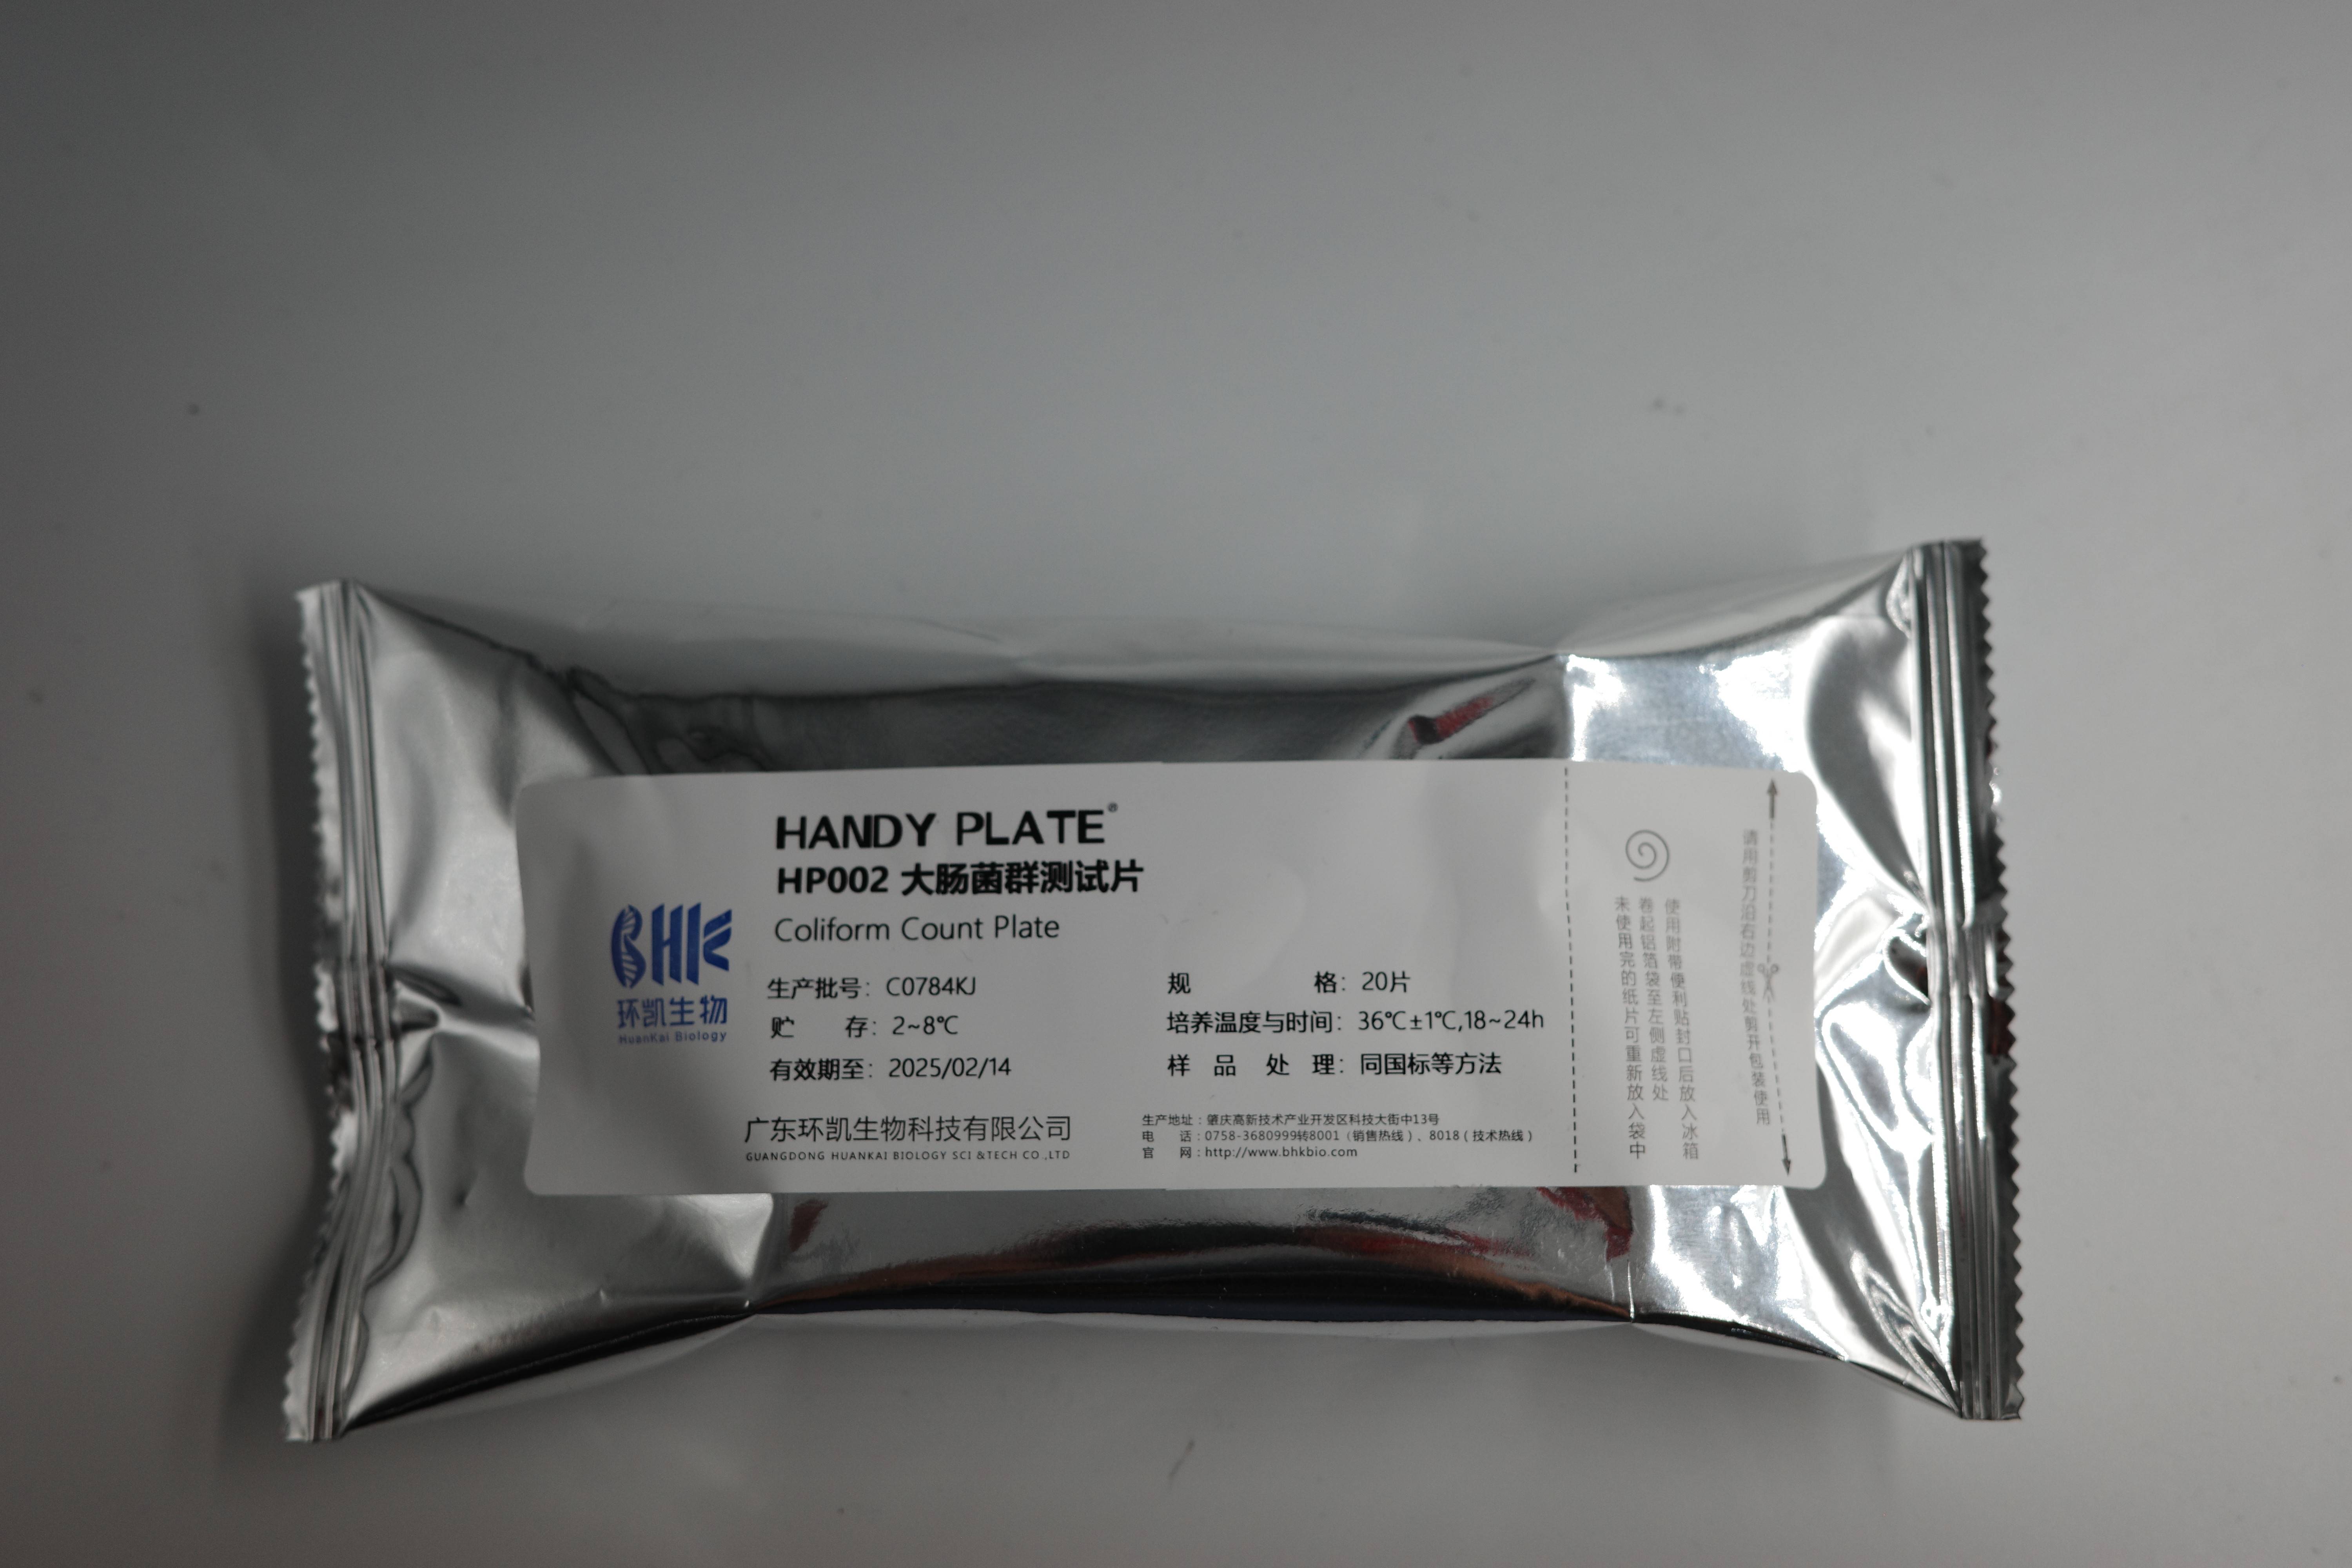 HANDY PLATE®
HP002 大肠菌群测试片
Coliform Count Plate
BHK
环凯生物
HuanKai Biology
生产批号：C0784KJ
贮 存：2~8℃
有效期至：2025/02/14
规 格：20片
培养温度与时间：36℃±1℃,18~24h
样 品 处 理：同国标等方法
广东环凯生物科技有限公司
GUANGDONG HUANKAI BIOLOGY SCI &TECH CO.,LTD
生产地址：肇庆高新技术产业开发区科技大街中13号
电 话：0758-3680999转8001（销售热线）、8018（技术热线）
官 网：http://www.bhkbio.com
未使用完的纸片可重新放入袋中
卷起铝箔袋至左侧虚线处
使用附带便利贴封口后放入冰箱
请用剪刀沿右边虚线处剪开包装使用